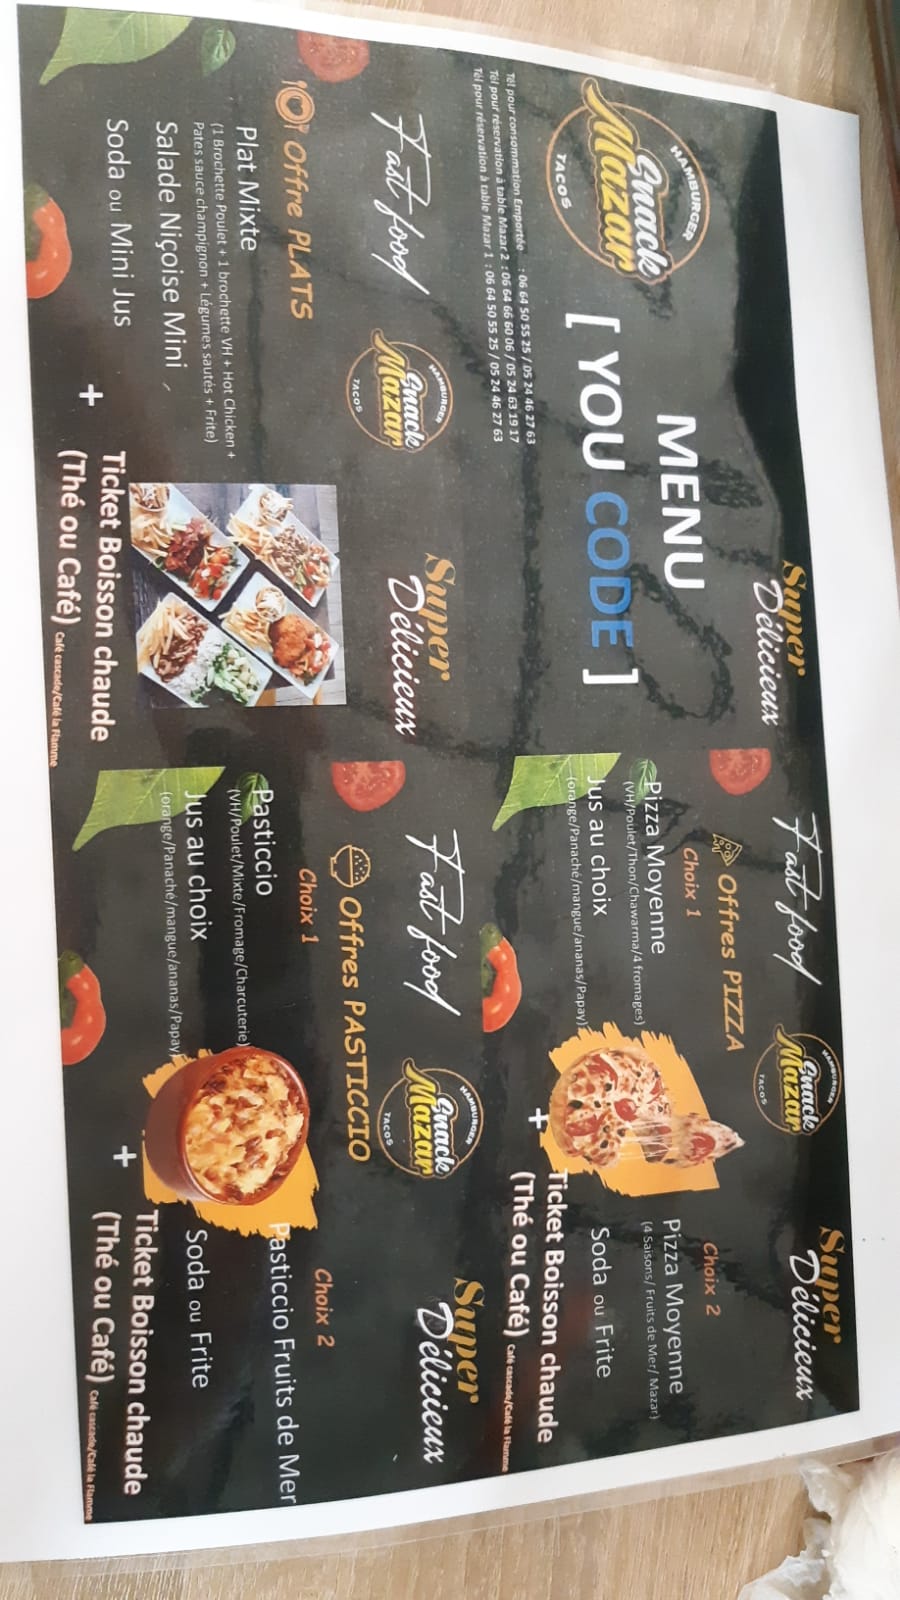 Super
Délicieux
HAMBURGER
Snack
Mazar
TACOS
MENU
[ YOU CODE ]
Tél pour consommation Emportée : 06 64 50 55 25 / 05 24 46 27 63
Tél pour réservation à table Mazar 2 : 06 64 66 60 06 / 05 24 63 19 17
Tél pour réservation à table Mazar 1 : 06 64 50 55 25 / 05 24 46 27 63
Fast food
HAMBURGER
Snack
Mazar
TACOS
Super
Délicieux
Offres PIZZA
Choix 1
Pizza Moyenne
(VH/Poulet/Thon/Chawarma/4 fromages)
Jus au choix
(orange/Panaché/mangue/ananas/Papay)
Choix 2
Pizza Moyenne
(4 Saisons/ Fruits de Mer/ Mazar)
Soda ou Frite
+
Ticket Boisson chaude
(Thé ou Café) Café cascade/Café la Flamme
Fast food
HAMBURGER
Snack
Mazar
TACOS
Super
Délicieux
Offre PLATS
Plat Mixte
(1 Brochette Poulet + 1 brochette VH + Hot Chicken +
Pates sauce champignon + Légumes sautés + Frite)
Salade Niçoise Mini
Soda ou Mini Jus
+
Ticket Boisson chaude
(Thé ou Café) Café cascade/Café la Flamme
Fast food
HAMBURGER
Snack
Mazar
TACOS
Super
Délicieux
Offres PASTICCIO
Choix 1
Pasticcio
(VH/Poulet/Mixte/Fromage/Charcuterie)
Jus au choix
(orange/Panaché/mangue/ananas/Papay)
Choix 2
Pasticcio Fruits de Mer
Soda ou Frite
+
Ticket Boisson chaude
(Thé ou Café) Café cascade/Café la Flamme